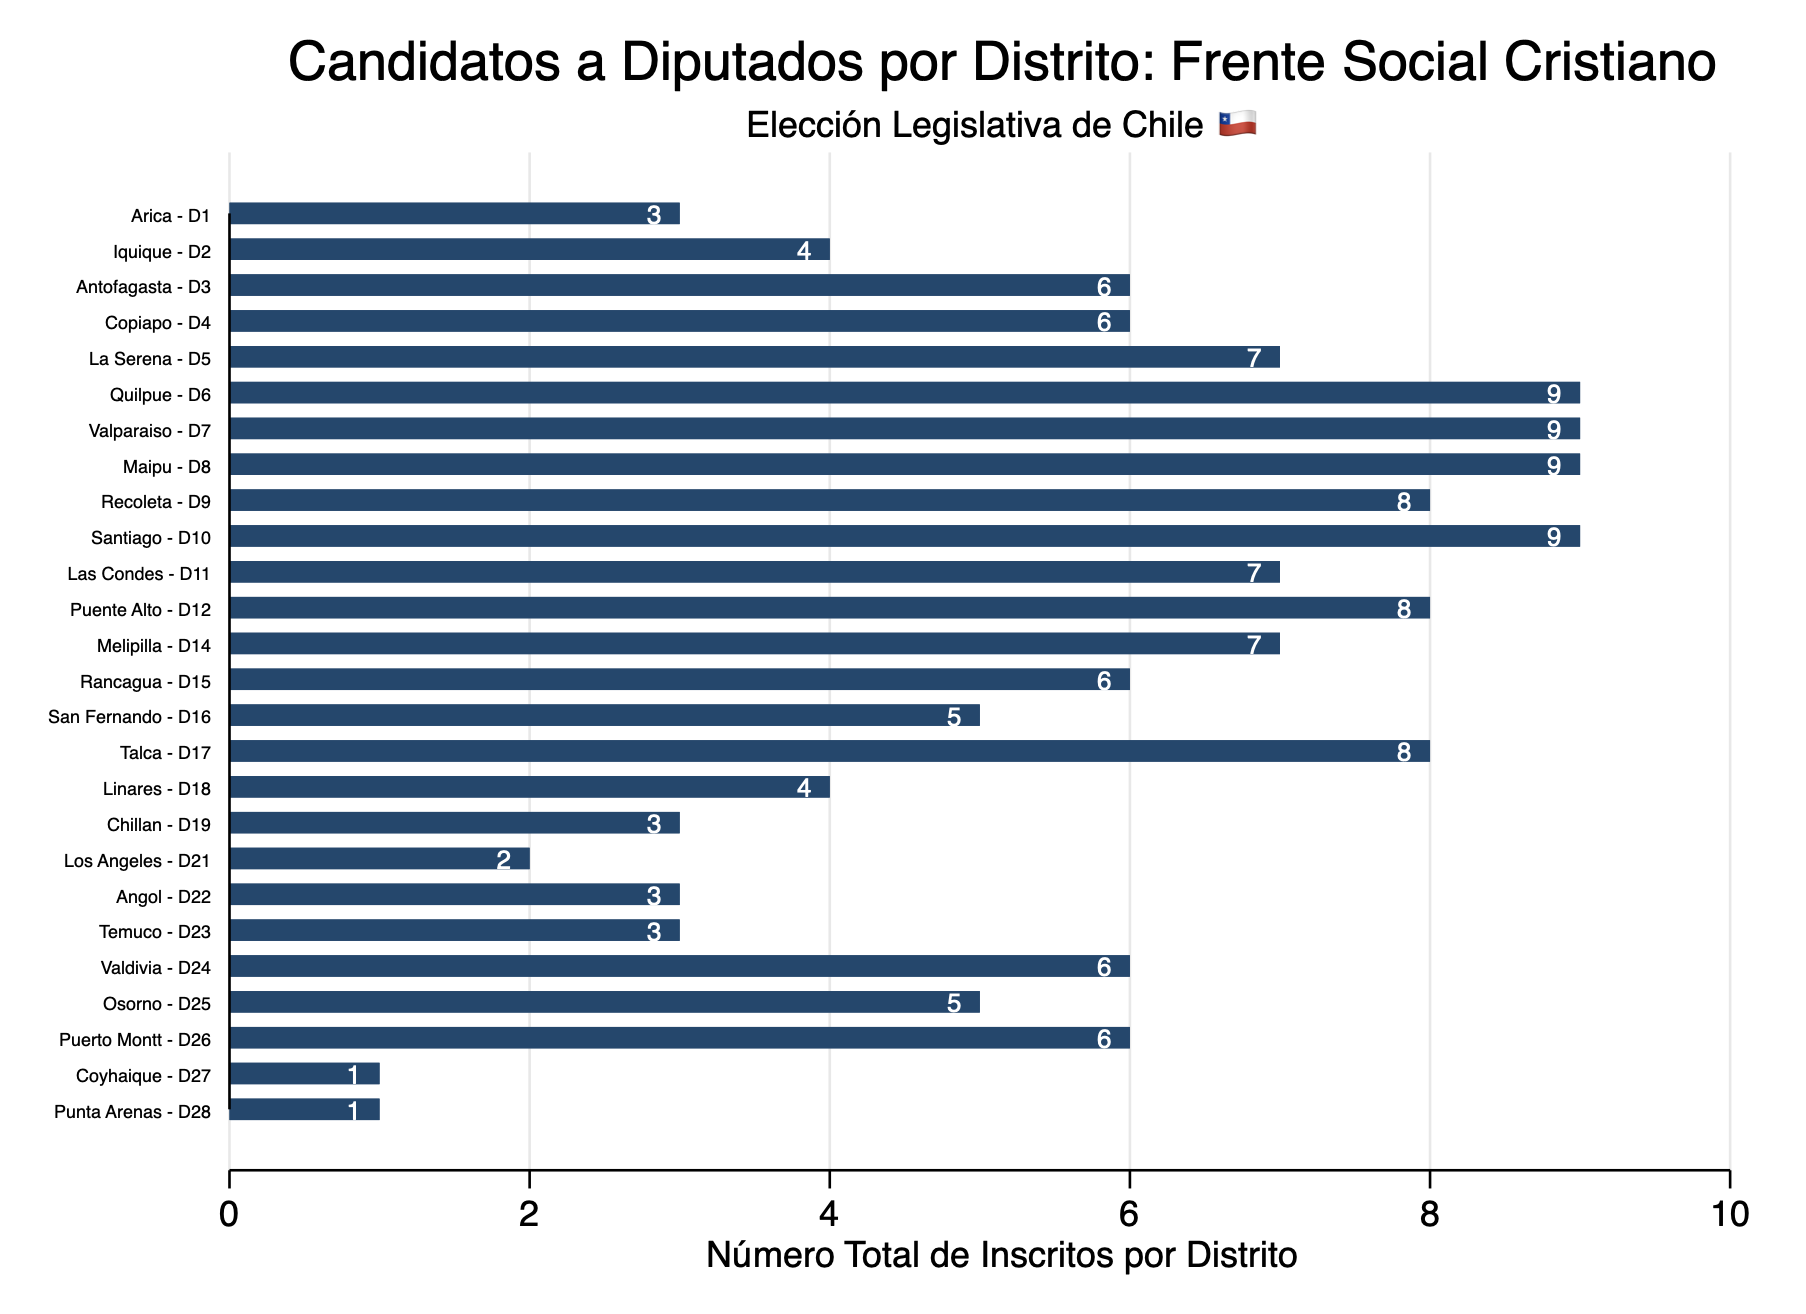 Candidatos a Diputados por Distrito: Frente Social Cristiano
Elección Legislativa de Chile 🇨🇱
Arica - D1 3
Iquique - D2 4
Antofagasta - D3 6
Copiapo - D4 6
La Serena - D5 7
Quilpue - D6 9
Valparaiso - D7 9
Maipu - D8 9
Recoleta - D9 8
Santiago - D10 9
Las Condes - D11 7
Puente Alto - D12 8
Melipilla - D14 7
Rancagua - D15 6
San Fernando - D16 5
Talca - D17 8
Linares - D18 4
Chillan - D19 3
Los Angeles - D21 2
Angol - D22 3
Temuco - D23 3
Valdivia - D24 6
Osorno - D25 5
Puerto Montt - D26 6
Coyhaique - D27 1
Punta Arenas - D28 1
0 2 4 6 8 10
Número Total de Inscritos por Distrito